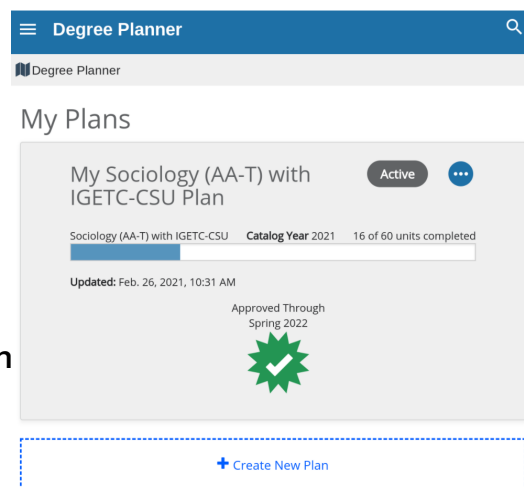 Degree Planner
Degree Planner
My Plans
My Sociology (AA-T) with
IGETC-CSU Plan
Active
Sociology (AA-T) with IGETC-CSU Catalog Year 2021 16 of 60 units completed
Updated: Feb. 26, 2021, 10:31 AM
Approved Through
Spring 2022
n
+ Create New Plan